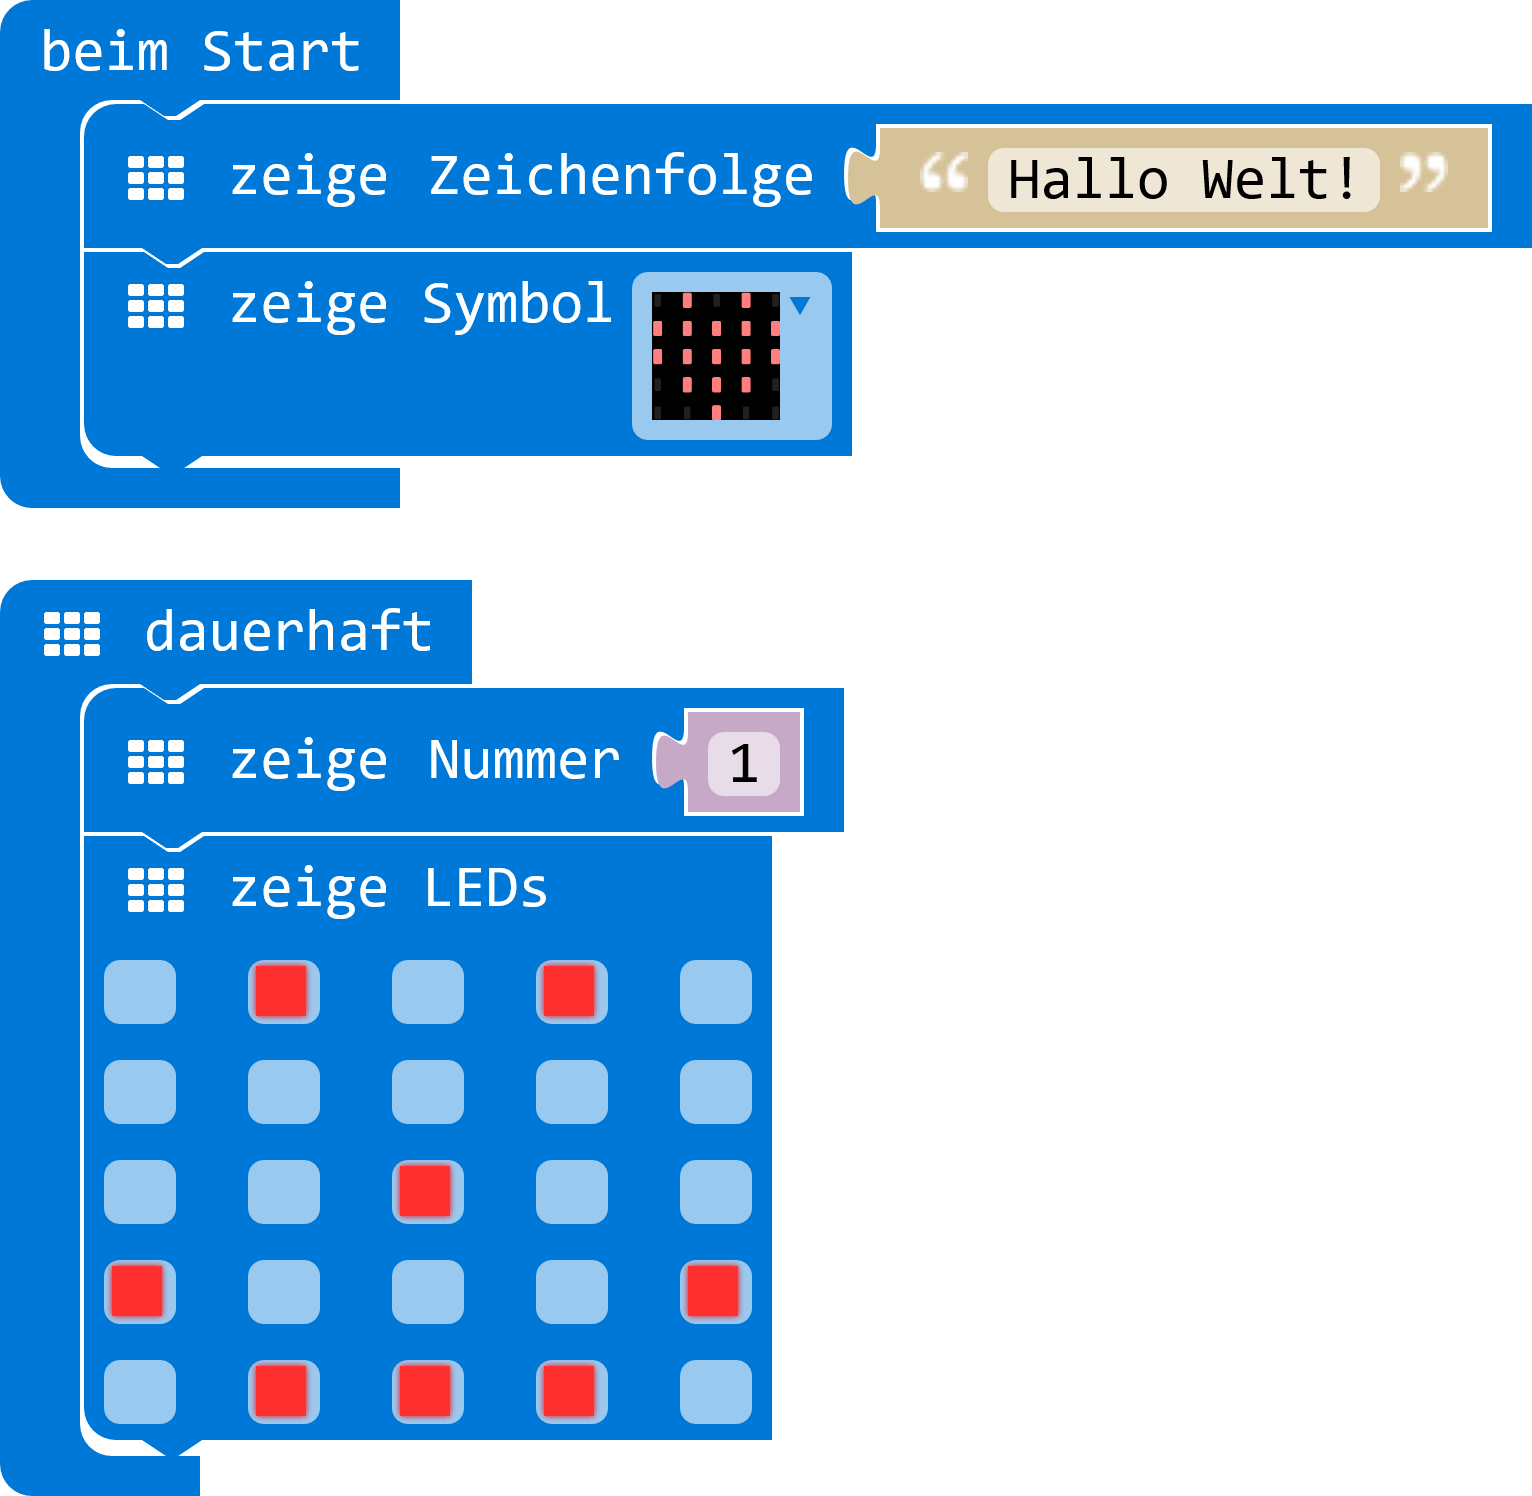 beim Start
zeige Zeichenfolge “ Hallo Welt! ”
zeige Symbol
dauerhaft
zeige Nummer 1
zeige LEDs